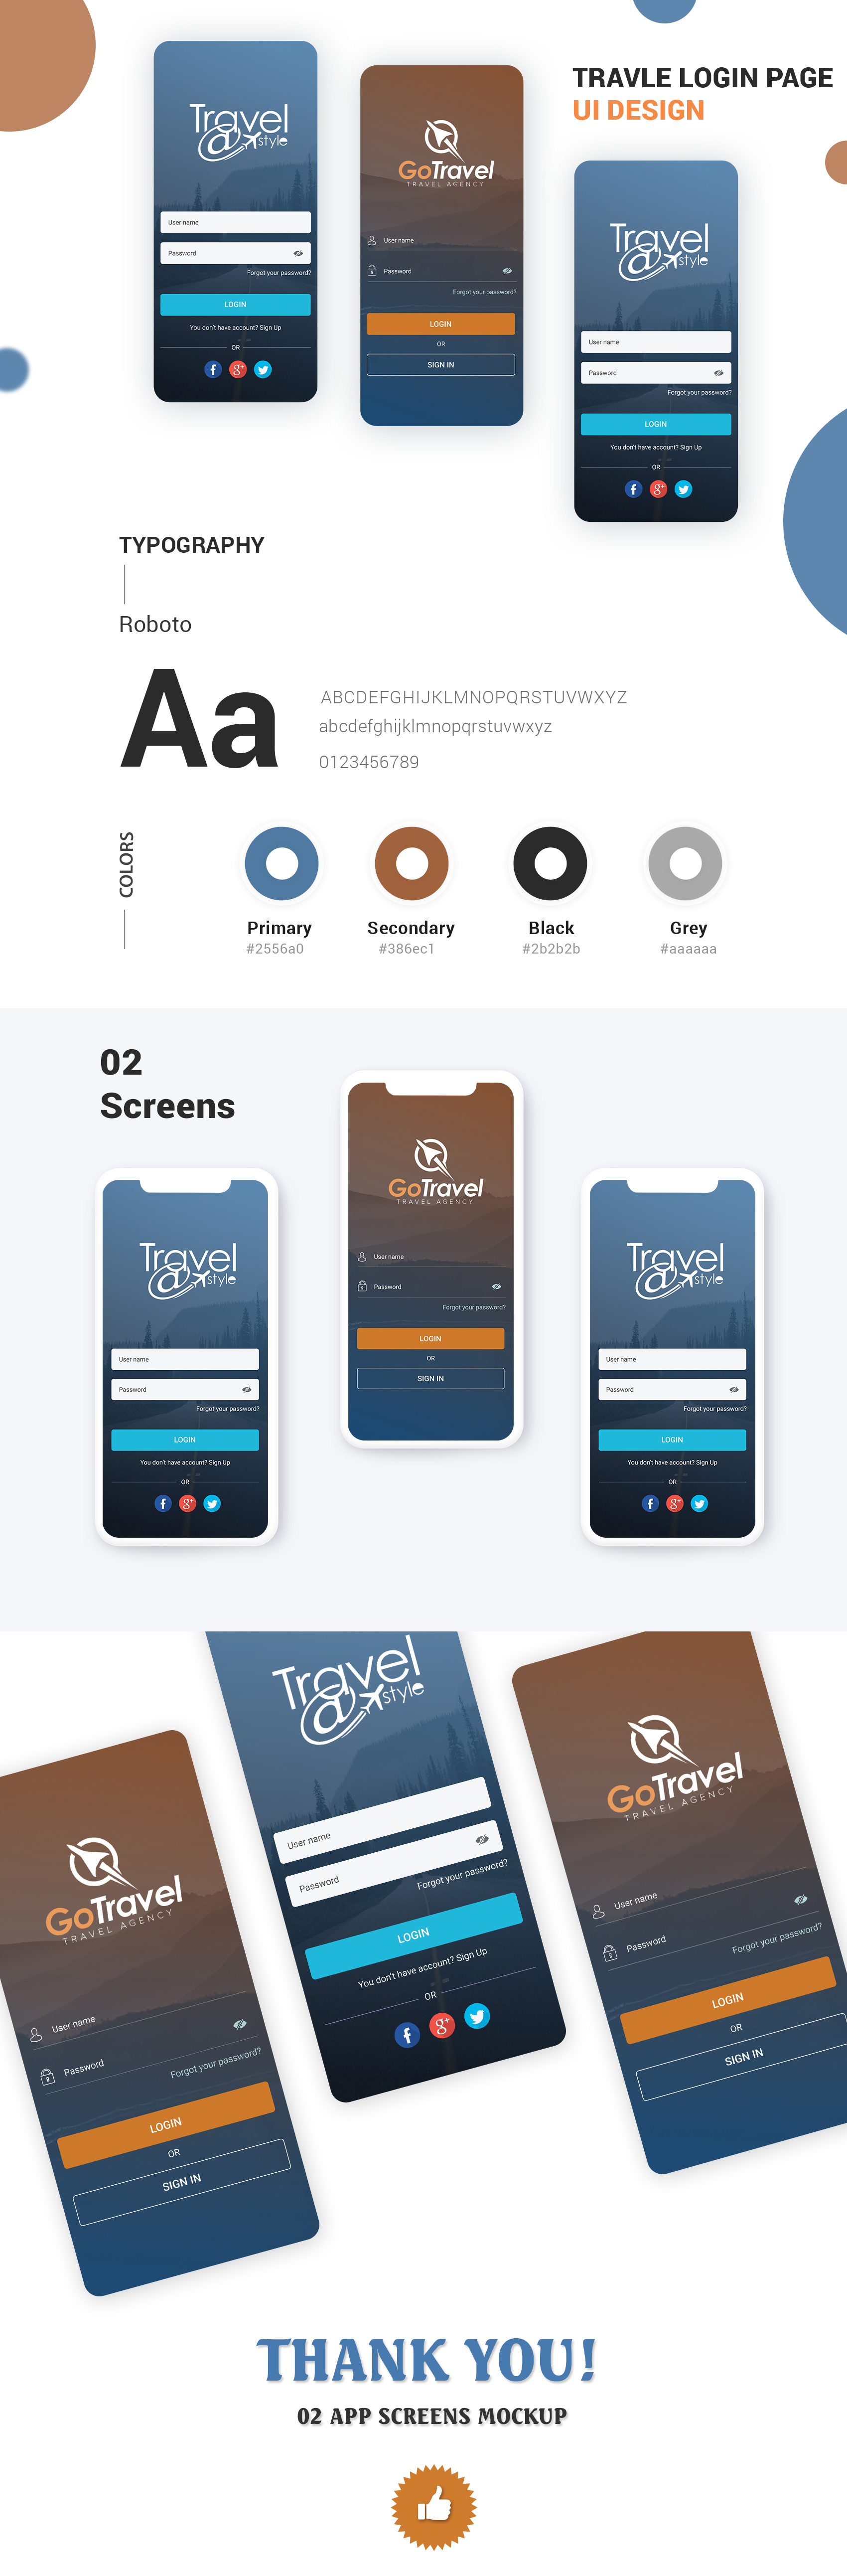 TRAVLE LOGIN PAGE
UI DESIGN
Travel
@ style
User name
Password
Forgot your password?
LOGIN
You don't have account? Sign Up
OR
f g+
GoTravel
TRAVEL AGENCY
User name
Password
Forgot your password?
LOGIN
OR
SIGN IN
Travel
@ style
User name
Password
Forgot your password?
LOGIN
You don't have account? Sign Up
OR
f g+
TYPOGRAPHY
Roboto
Aa
ABCDEFGHIJKLMNOPQRSTUVWXYZ
abcdefghijklmnopqrstuvwxyz
0123456789
COLORS
Primary
#2556a0
Secondary
#386ec1
Black
#2b2b2b
Grey
#aaaaaa
02
Screens
Travel
@ style
User name
Password
Forgot your password?
LOGIN
You don't have account? Sign Up
OR
f g+
GoTravel
TRAVEL AGENCY
User name
Password
Forgot your password?
LOGIN
OR
SIGN IN
Travel
@ style
User name
Password
Forgot your password?
LOGIN
You don't have account? Sign Up
OR
f g+
GoTravel
TRAVEL AGENCY
User name
Password
Forgot your password?
LOGIN
OR
SIGN IN
Travel
@ style
User name
Password
Forgot your password?
LOGIN
You don't have account? Sign Up
OR
f g+
GoTravel
TRAVEL AGENCY
User name
Password
Forgot your password?
LOGIN
OR
SIGN IN
THANK YOU!
02 APP SCREENS MOCKUP